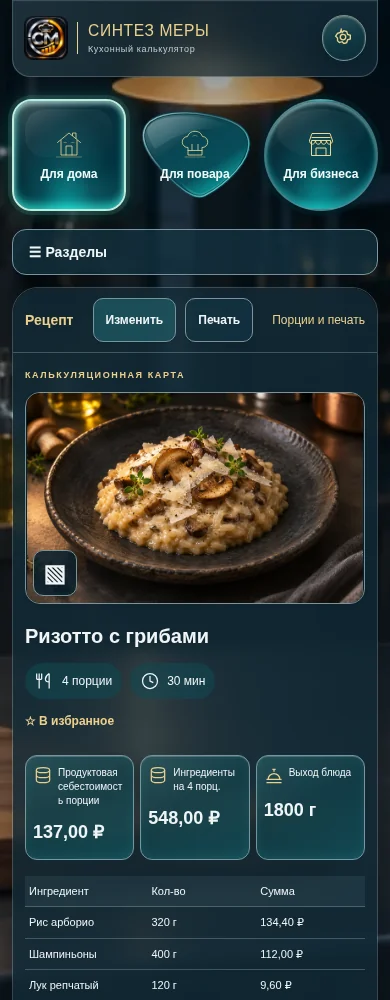 СМ
СИНТЕЗ МЕРЫ
Кухонный калькулятор
Для дома
Для повара
Для бизнеса
☰ Разделы
Рецепт
Изменить
Печать
Порции и печать
КАЛЬКУЛЯЦИОННАЯ КАРТА
Ризотто с грибами
4 порции
30 мин
☆ В избранное
Продуктовая
себестоимост
ь порции
137,00 ₽
Ингредиенты
на 4 порц.
548,00 ₽
Выход блюда
1800 г
Ингредиент Кол-во Сумма
Рис арборио 320 г 134,40 ₽
Шампиньоны 400 г 112,00 ₽
Лук репчатый 120 г 9,60 ₽